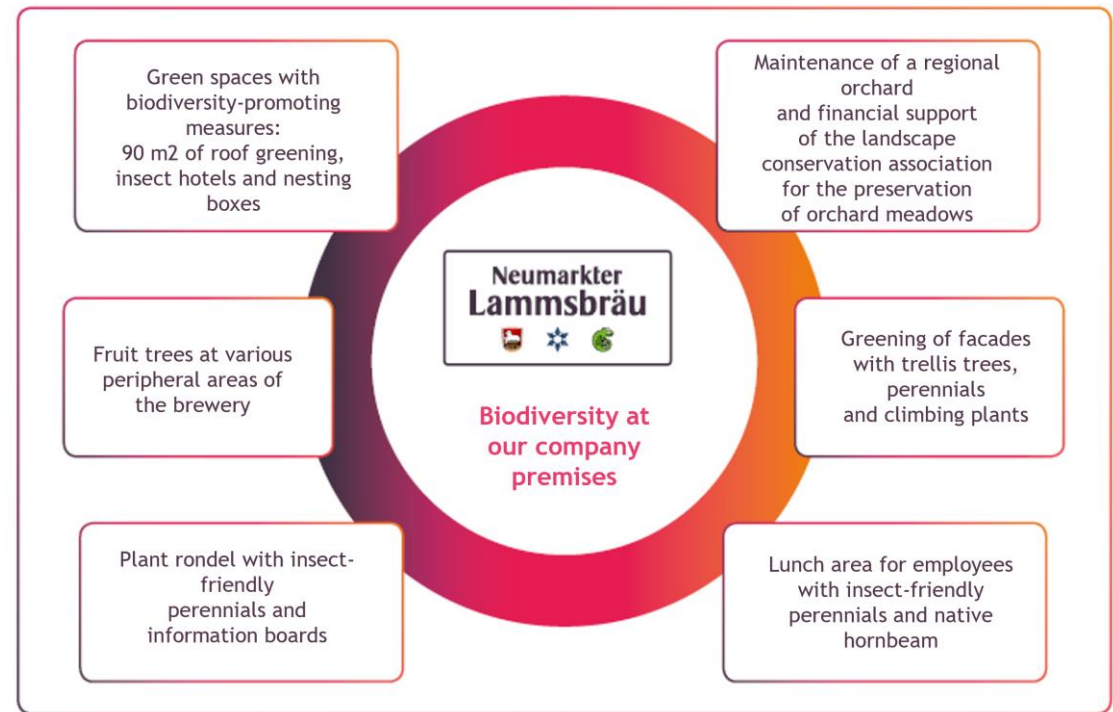 Green spaces with
biodiversity-promoting
measures:
90 m2 of roof greening,
insect hotels and nesting
boxes
Maintenance of a regional
orchard
and financial support
of the landscape
conservation association
for the preservation
of orchard meadows
Neumarkter
Lammsbräu
Fruit trees at various
peripheral areas of
the brewery
Biodiversity at
our company
premises
Greening of facades
with trellis trees,
perennials
and climbing plants
Plant rondel with insect-
friendly
perennials and
information boards
Lunch area for employees
with insect-friendly
perennials and native
hornbeam